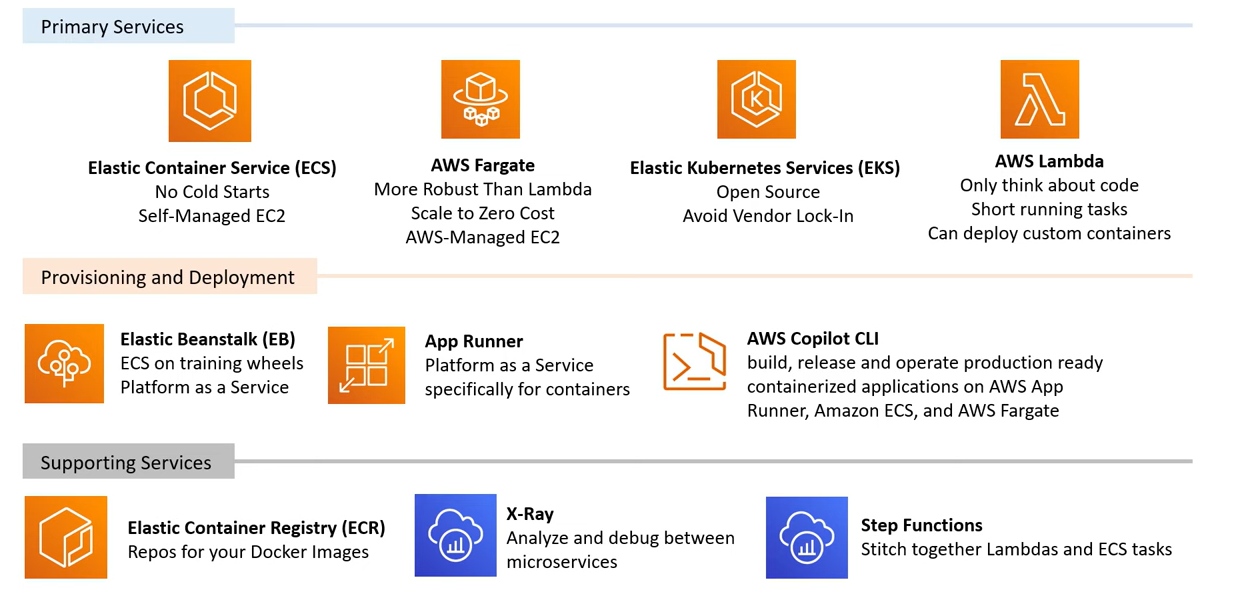 Primary Services
Elastic Container Service (ECS)
No Cold Starts
Self-Managed EC2
AWS Fargate
More Robust Than Lambda
Scale to Zero Cost
AWS-Managed EC2
Elastic Kubernetes Services (EKS)
Open Source
Avoid Vendor Lock-In
AWS Lambda
Only think about code
Short running tasks
Can deploy custom containers
Provisioning and Deployment
Elastic Beanstalk (EB)
ECS on training wheels
Platform as a Service
App Runner
Platform as a Service
specifically for containers
AWS Copilot CLI
build, release and operate production ready
containerized applications on AWS App
Runner, Amazon ECS, and AWS Fargate
Supporting Services
Elastic Container Registry (ECR)
Repos for your Docker Images
X-Ray
Analyze and debug between
microservices
Step Functions
Stitch together Lambdas and ECS tasks